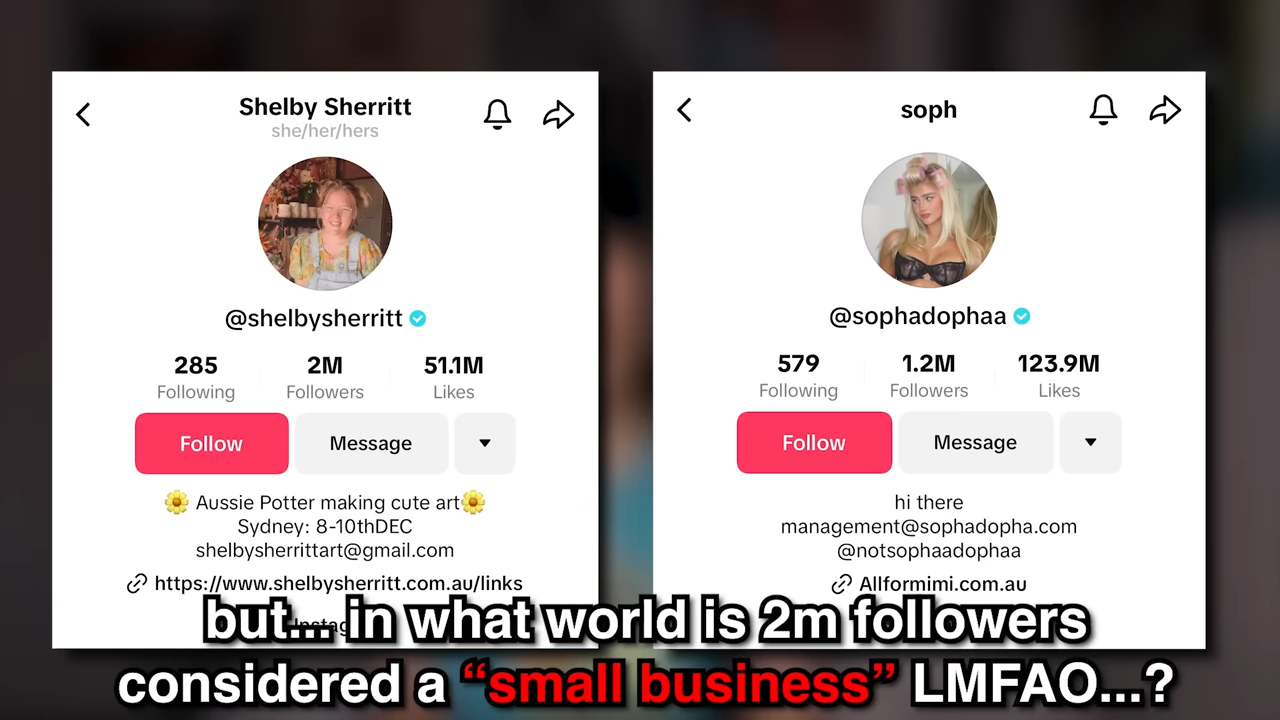 Shelby Sherritt
she/her/hers
@shelbysherritt
285 2M 51.1M
Following Followers Likes
Follow Message
🌼 Aussie Potter making cute art🌼
Sydney: 8-10thDEC
shelbysherrittart@gmail.com
https://www.shelbysherritt.com.au/links
soph
@sophadophaa
579 1.2M 123.9M
Following Followers Likes
Follow Message
hi there
management@sophadopha.com
@notsophaadophaa
Allformimi.com.au
but... in what world is 2m followers
considered a “small business” LMFAO...?